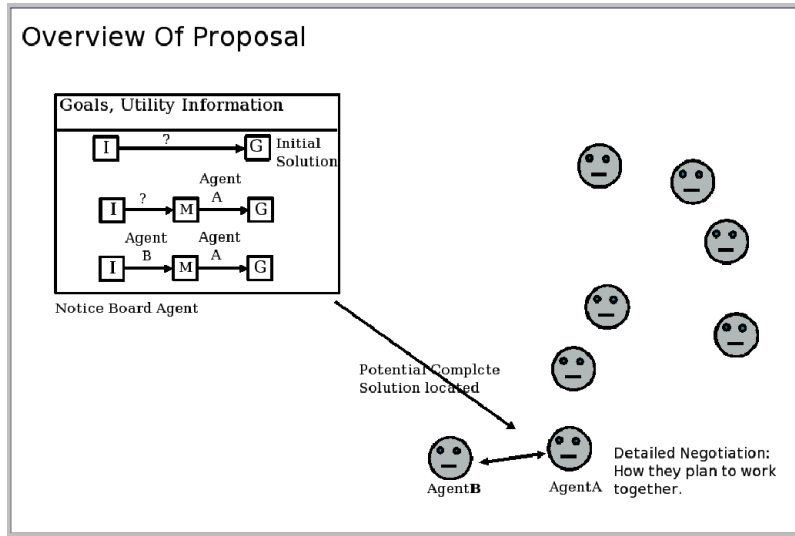 Overview Of Proposal
Goals, Utility Information
?
I
G
Initial
Solution
Agent
A
?
I
M
G
Agent
B
Agent
A
I
M
G
Notice Board Agent
Potential Complcte
Solution located
AgentB
AgentA
Detailed Negotiation:
How they plan to work
together.